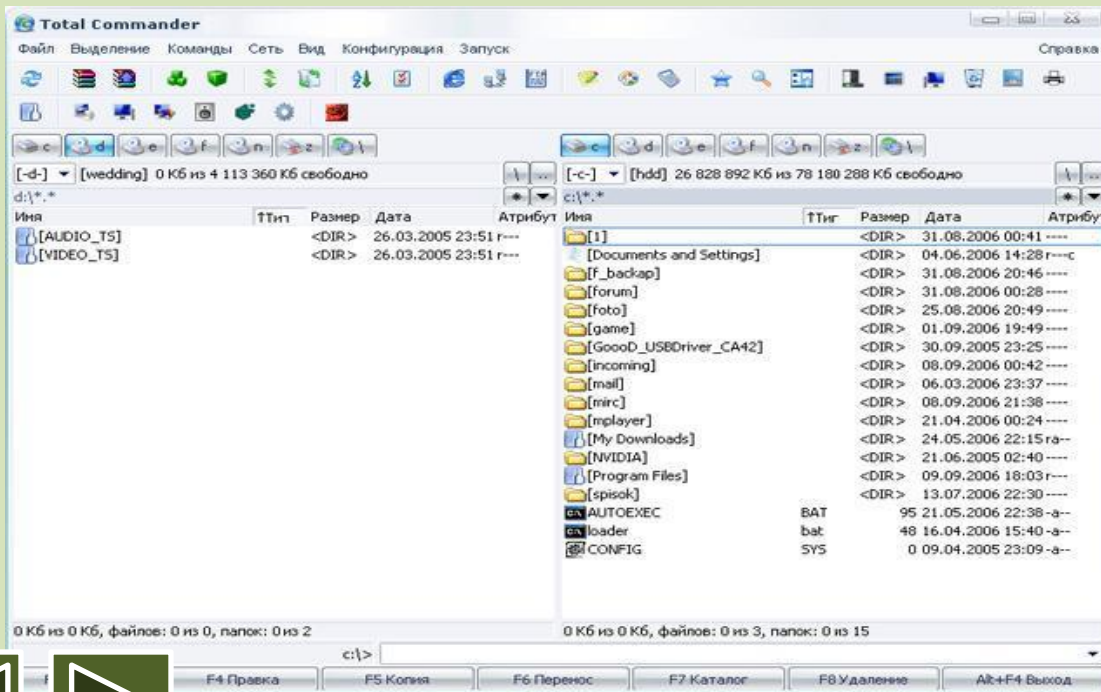 Total Commander
Файл Выделение Команды Сеть Вид Конфигурация Запуск Справка
c d e f n z \ c d e f n z \
[-d-] [wedding] 0 Кб из 4 113 360 Кб свободно \ .. [-c-] [hdd] 26 828 892 Кб из 78 180 288 Кб свободно \ ..
d:\*.* * c:\*.* *
Имя ↑Тип Размер Дата Атрибут Имя ↑Тип Размер Дата Атрибу
[AUDIO_TS] <DIR> 26.03.2005 23:51 r--- [1] <DIR> 31.08.2006 00:41 ----
[VIDEO_TS] <DIR> 26.03.2005 23:51 r--- [Documents and Settings] <DIR> 04.06.2006 14:28 r---c
[f_backap] <DIR> 31.08.2006 20:46 ----
[forum] <DIR> 31.08.2006 00:28 ----
[foto] <DIR> 25.08.2006 20:49 ----
[game] <DIR> 01.09.2006 19:49 ----
[GoooD_USBDriver_CA42] <DIR> 30.09.2005 23:25 ----
[incoming] <DIR> 08.09.2006 00:42 ----
[mail] <DIR> 06.03.2006 23:37 ----
[mirc] <DIR> 08.09.2006 21:38 ----
[mplayer] <DIR> 21.04.2006 00:24 ----
[My Downloads] <DIR> 24.05.2006 22:15 ra--
[NVIDIA] <DIR> 21.06.2005 02:40 ----
[Program Files] <DIR> 09.09.2006 18:03 r---
[spisok] <DIR> 13.07.2006 22:30 ----
AUTOEXEC BAT 95 21.05.2006 22:38 -a--
loader bat 48 16.04.2006 15:40 -a--
CONFIG SYS 0 09.04.2005 23:09 -a--
0 Кб из 0 Кб, файлов: 0 из 0, папок: 0 из 2 0 Кб из 0 Кб, файлов: 0 из 3, папок: 0 из 15
c:\>
F4 Правка F5 Копия F6 Перенос F7 Каталог F8 Удаление Alt+F4 Выход